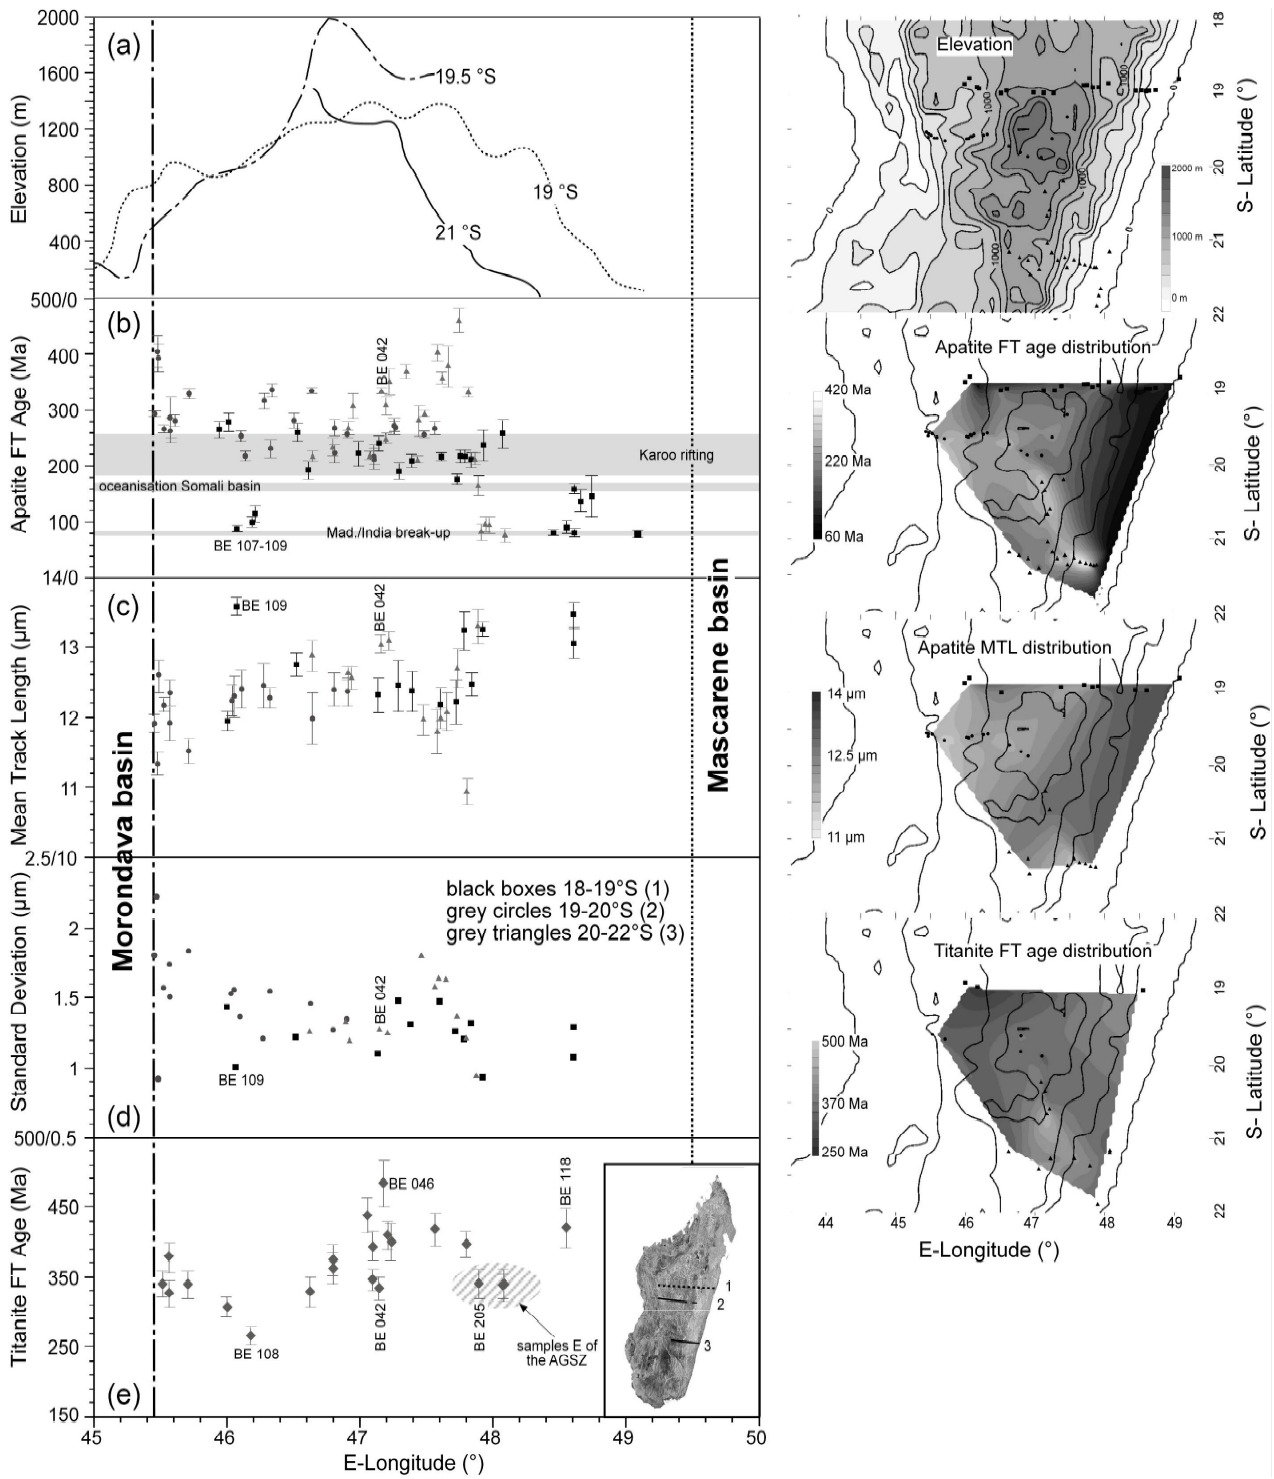 (a)
2000
1600
1200
800
400
Elevation (m)
19.5 °S
19 °S
21 °S
500/0
(b)
400
300
200
100
Apatite FT Age (Ma)
BE 042
Karoo rifting
oceanisation Somali basin
Mad./India break-up
BE 107-109
14/0
(c)
13
12
11
Mean Track Length (µm)
BE 109
BE 042
Morondava basin
Mascarene basin
2.5/10
2
1.5
1
Standard Deviation (µm)
black boxes 18-19°S (1)
grey circles 19-20°S (2)
grey triangles 20-22°S (3)
BE 042
BE 109
(d)
500/0.5
450
350
250
150
Titanite FT Age (Ma)
BE 046
BE 118
BE 042
BE 205
BE 108
samples E of
the AGSZ
(e)
1
2
3
45
46
47
48
49
50
E-Longitude (°)
Elevation
1000
1000
1000
1000
0
0
0
2000 m
1000 m
0 m
18
19
20
21
22
S- Latitude (°)
Apatite FT age distribution
420 Ma
220 Ma
60 Ma
19
20
21
22
S- Latitude (°)
Apatite MTL distribution
14 µm
12.5 µm
11 µm
19
20
21
22
S- Latitude (°)
Titanite FT age distribution
500 Ma
370 Ma
250 Ma
19
20
21
22
S- Latitude (°)
44
45
46
47
48
49
E-Longitude (°)